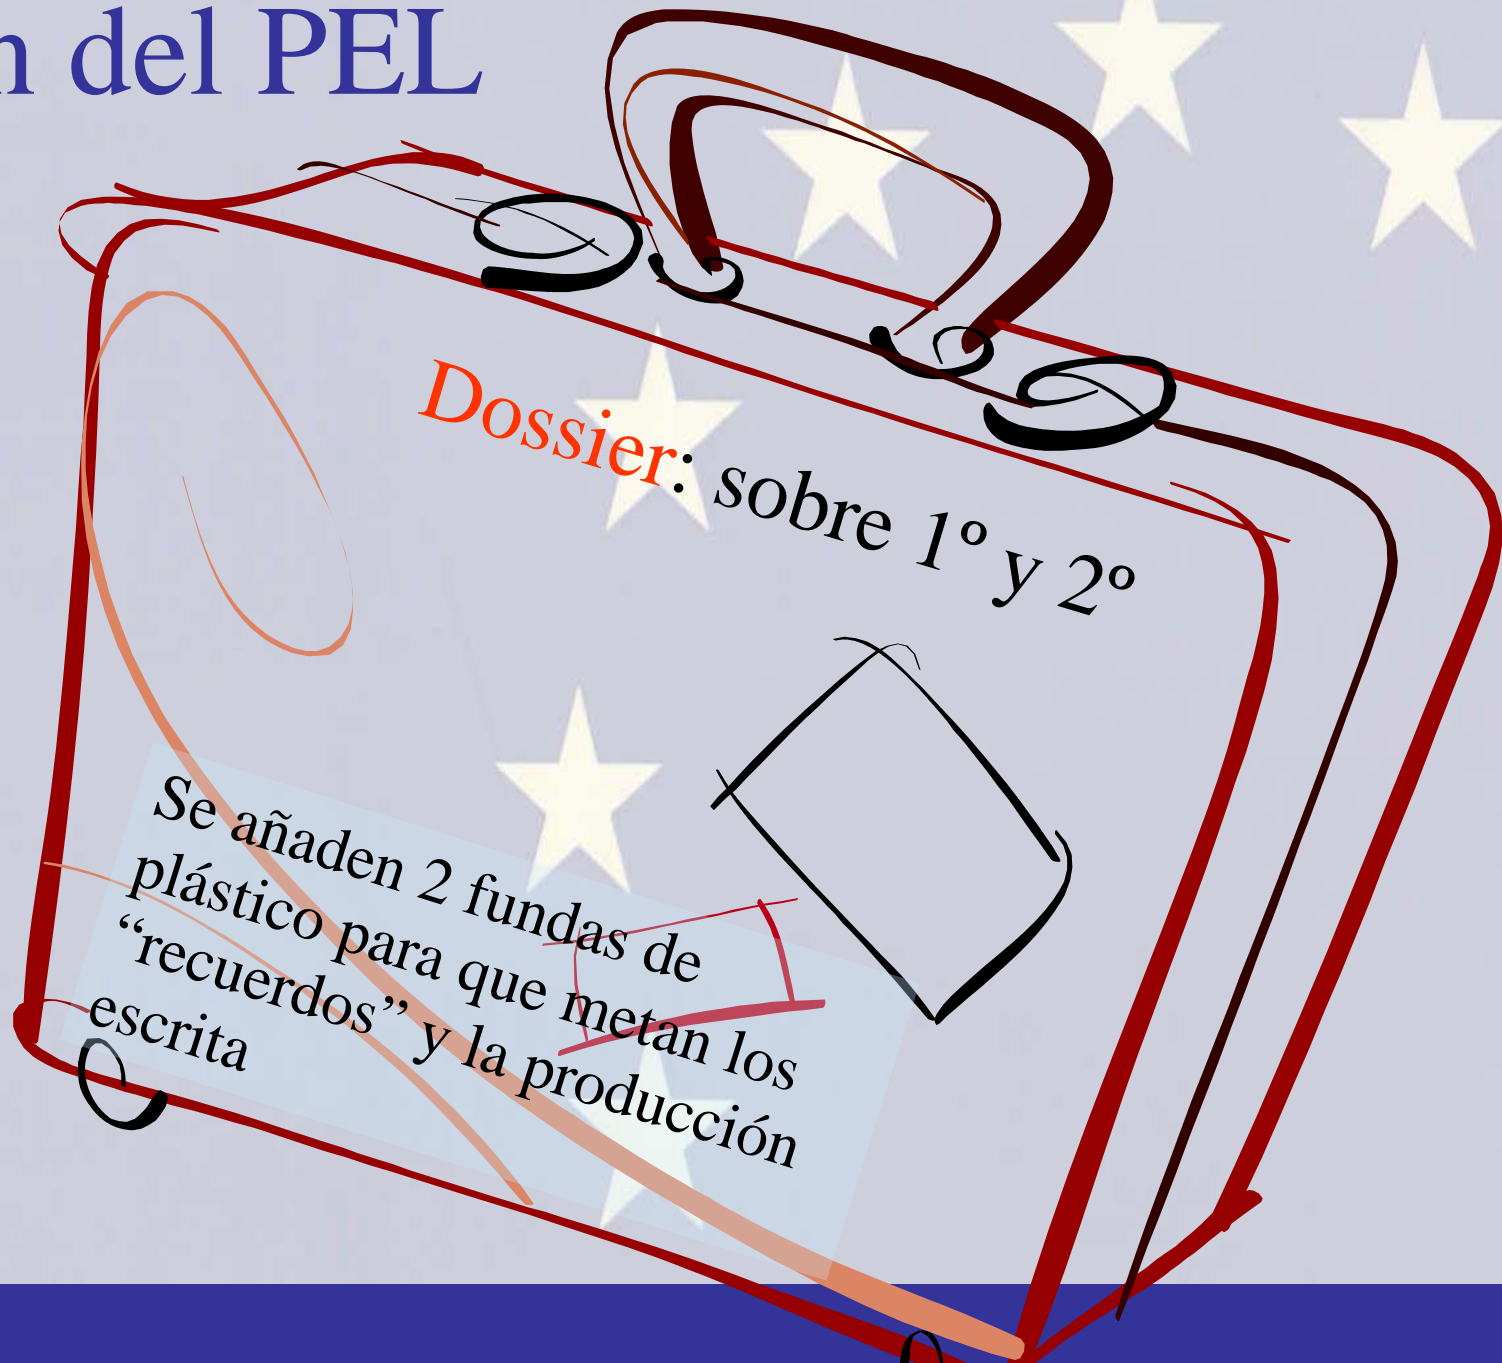 n del PEL
Dossier: sobre 1º y 2º
Se añaden 2 fundas de
plástico para que metan los
“recuerdos” y la producción
escrita